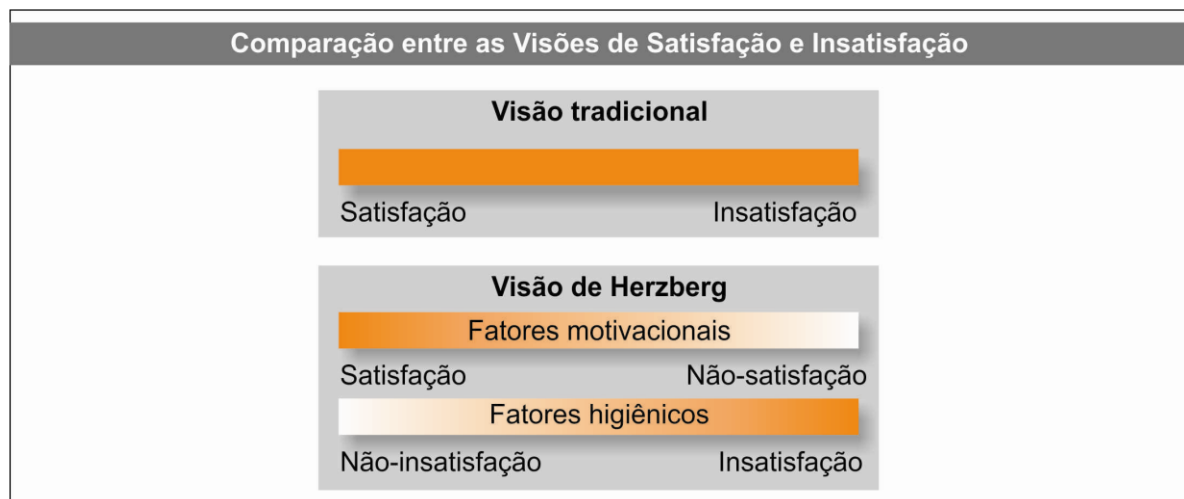 Comparação entre as Visões de Satisfação e Insatisfação
Visão tradicional
Satisfação Insatisfação
Visão de Herzberg
Fatores motivacionais
Satisfação Não-satisfação
Fatores higiênicos
Não-insatisfação Insatisfação